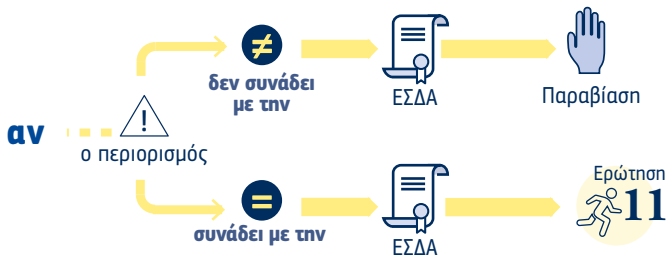 αν
!
ο περιορισμός
≠
δεν συνάδει
με την
ΕΣΔΑ
Παραβίαση
=
συνάδει με την
ΕΣΔΑ
Ερώτηση
11